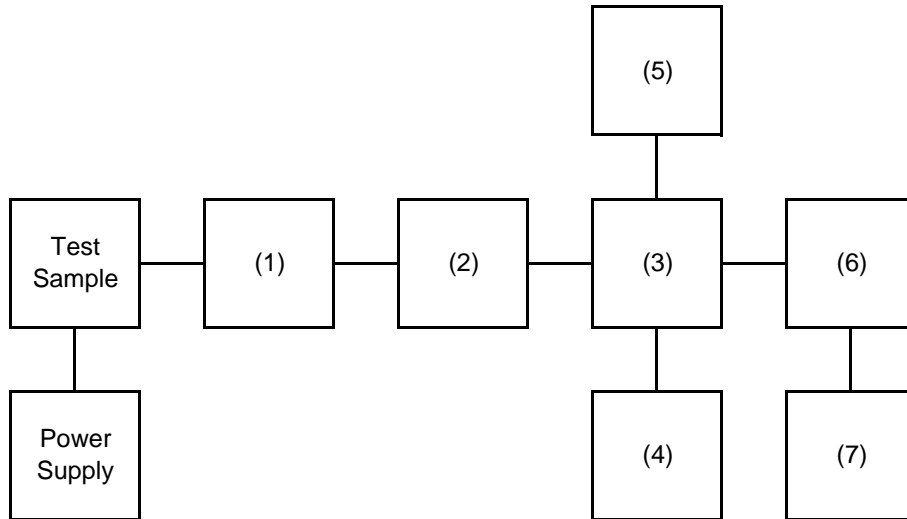 (5)
Test
Sample
(1)
(2)
(3)
(6)
Power
Supply
(4)
(7)